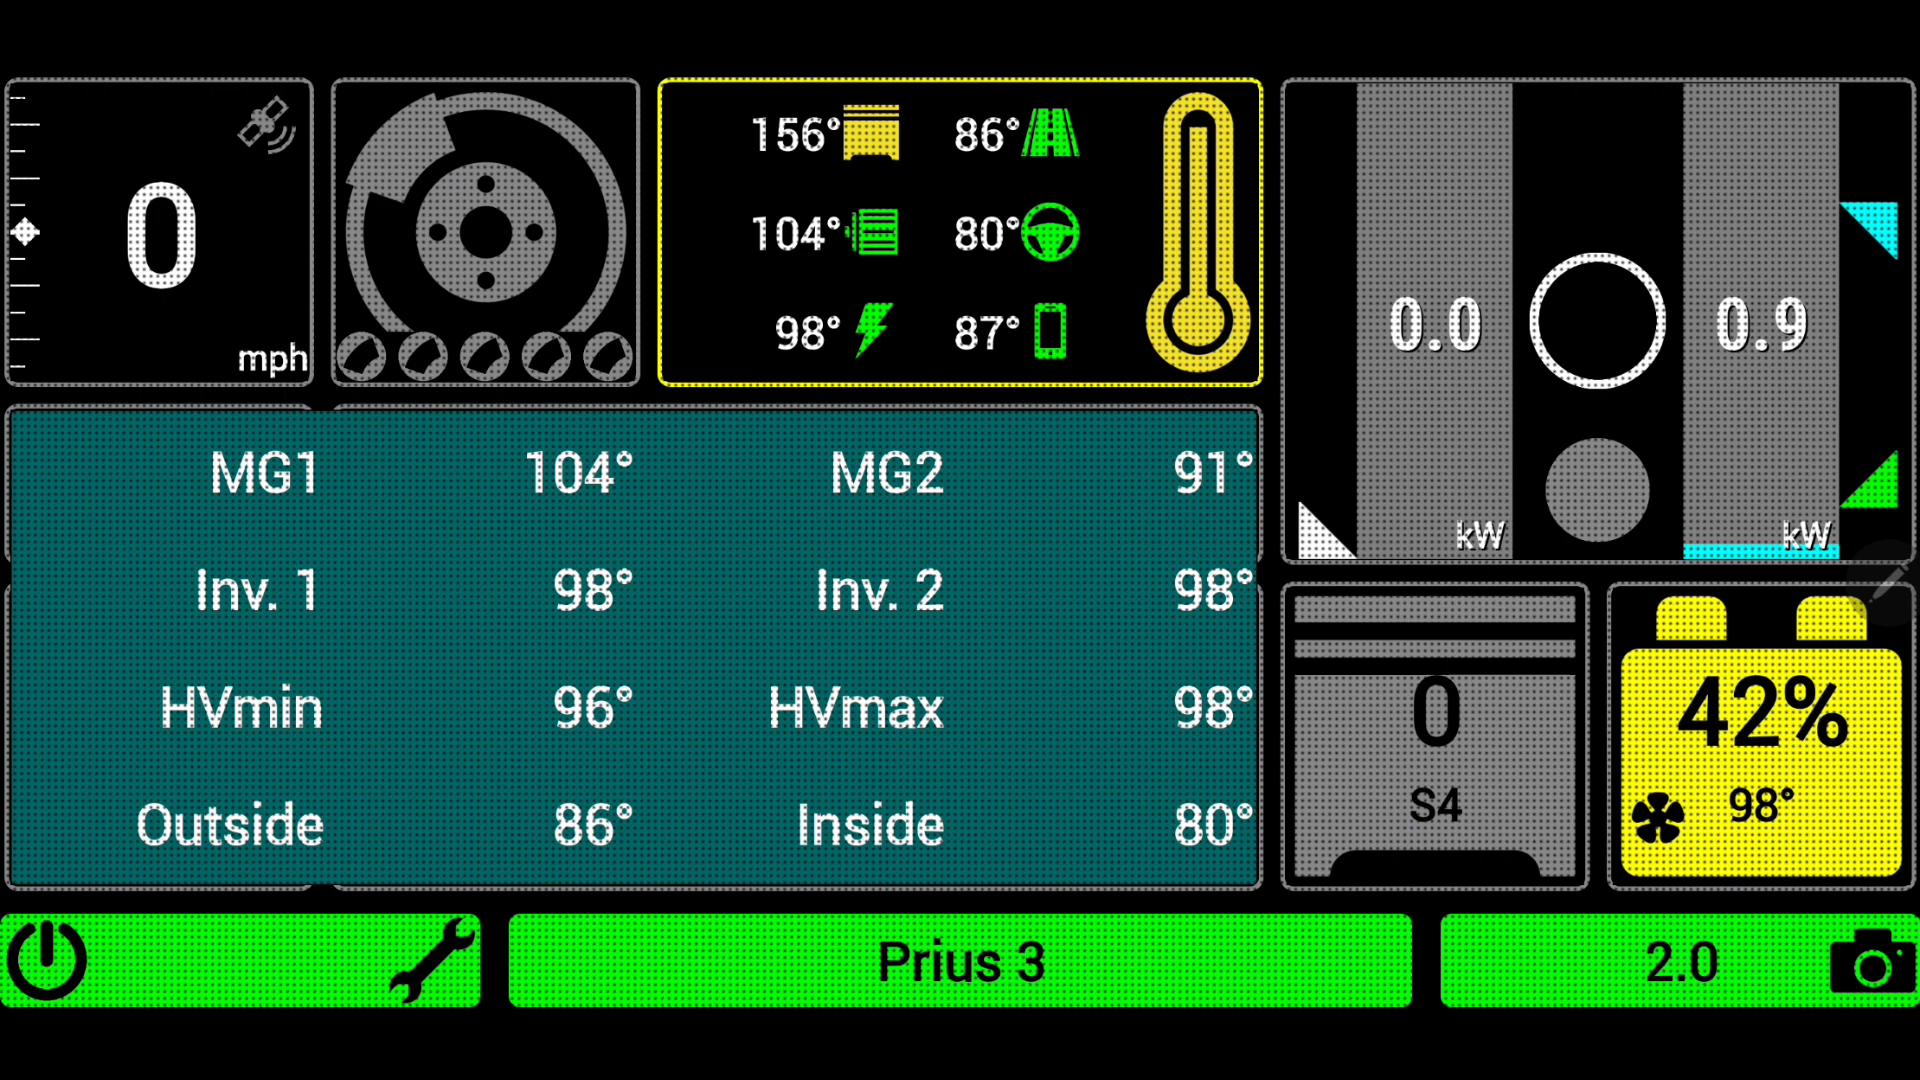 0
mph
156° 86°
104° 80°
98° 87°
0.0 0.9
kW kW
MG1 104° MG2 91°
Inv. 1 98° Inv. 2 98°
HVmin 96° HVmax 98°
Outside 86° Inside 80°
0
S4
42%
98°
Prius 3
2.0